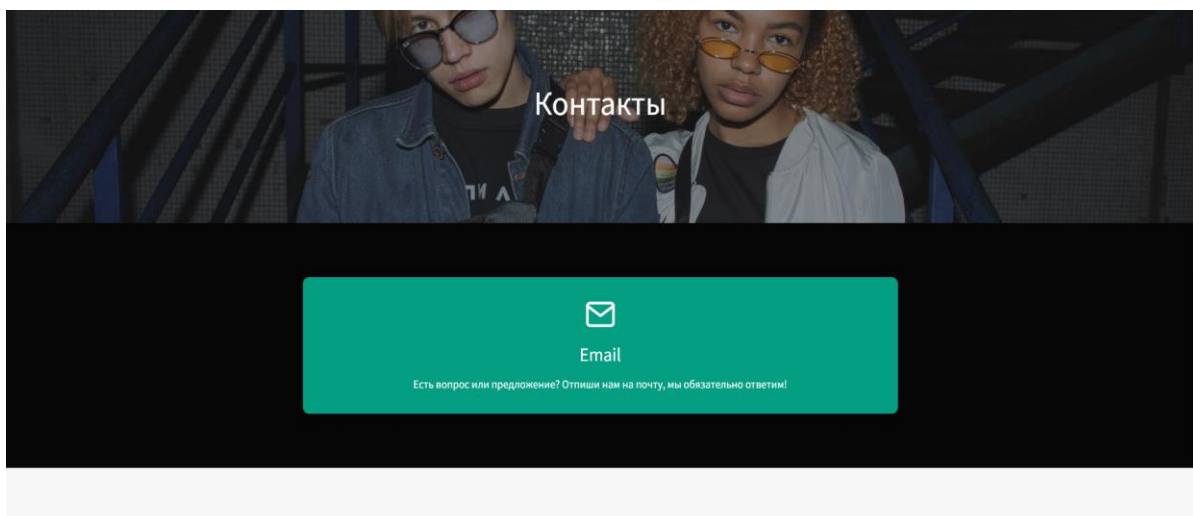 Контакты
Email
Есть вопрос или предложение? Отпиши нам на почту, мы обязательно ответим!